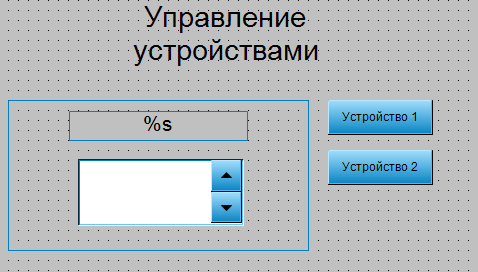 Управление
устройствами
%s
Устройство 1
Устройство 2